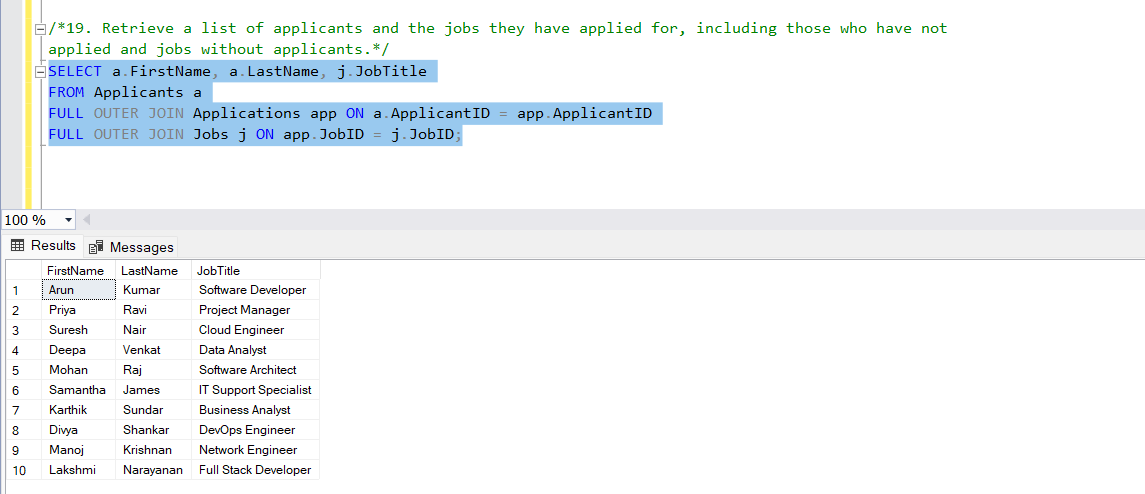 /*19. Retrieve a list of applicants and the jobs they have applied for, including those who have not
applied and jobs without applicants.*/
SELECT a.FirstName, a.LastName, j.JobTitle
FROM Applicants a
FULL OUTER JOIN Applications app ON a.ApplicantID = app.ApplicantID
FULL OUTER JOIN Jobs j ON app.JobID = j.JobID;
100 %
Results Messages
FirstName LastName JobTitle
1 Arun Kumar Software Developer
2 Priya Ravi Project Manager
3 Suresh Nair Cloud Engineer
4 Deepa Venkat Data Analyst
5 Mohan Raj Software Architect
6 Samantha James IT Support Specialist
7 Karthik Sundar Business Analyst
8 Divya Shankar DevOps Engineer
9 Manoj Krishnan Network Engineer
10 Lakshmi Narayanan Full Stack Developer